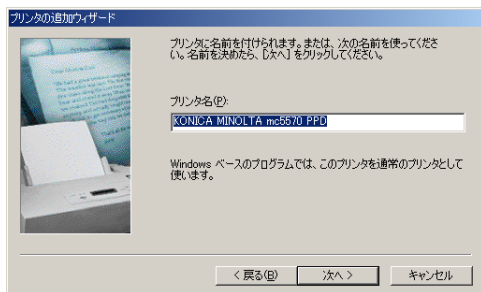 プリンタの追加ウィザード
プリンタに名前を付けられます。または、次の名前を使ってくださ
い。名前を決めたら、[次へ] をクリックしてください。
プリンタ名(P):
KONICA MINOLTA mc5570 PPD
Windows ベースのプログラムでは、このプリンタを通常のプリンタとして
使います。
< 戻る(B)
次へ >
キャンセル